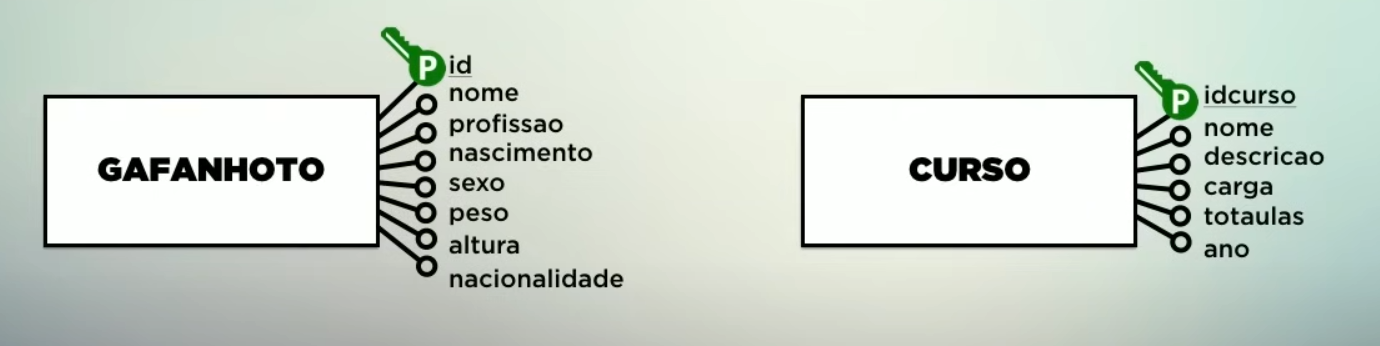 GAFANHOTO
P id
nome
profissao
nascimento
sexo
peso
altura
nacionalidade
CURSO
P idcurso
nome
descricao
carga
totaulas
ano